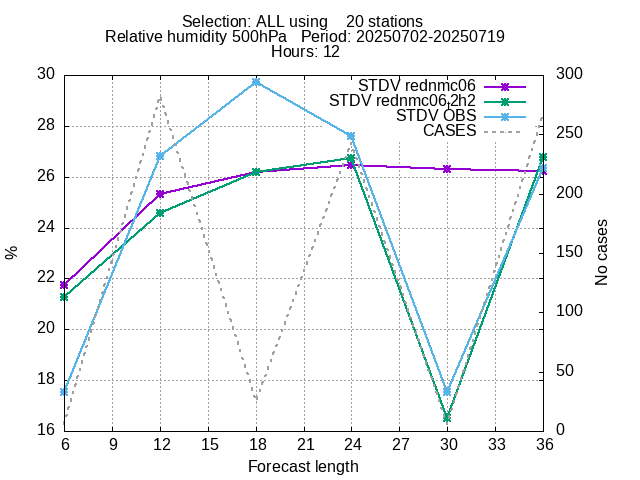 Selection: ALL using    20 stations
Relative humidity 500hPa   Period: 20250702-20250719
Hours: 12
STDV rednmc06
STDV rednmc06,2h2
STDV OBS
CASES
30
28
26
24
22
20
18
16
%
300
250
200
150
100
50
0
No cases
6 9 12 15 18 21 24 27 30 33 36
Forecast length